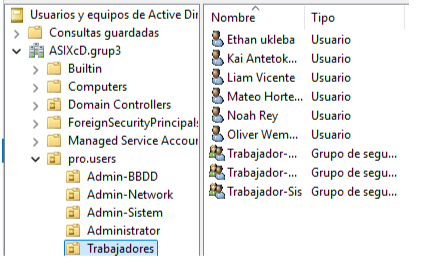 Usuarios y equipos de Active Dir
Consultas guardadas
ASIXcD.grup3
Builtin
Computers
Domain Controllers
ForeignSecurityPrincipals
Managed Service Accour
pro.users
Admin-BBDD
Admin-Network
Admin-Sistem
Administrator
Trabajadores
Nombre Tipo
Ethan ukleba Usuario
Kai Antetok... Usuario
Liam Vicente Usuario
Mateo Horte... Usuario
Noah Rey Usuario
Oliver Wem... Usuario
Trabajador-... Grupo de segu...
Trabajador-... Grupo de segu...
Trabajador-Sis Grupo de segu...